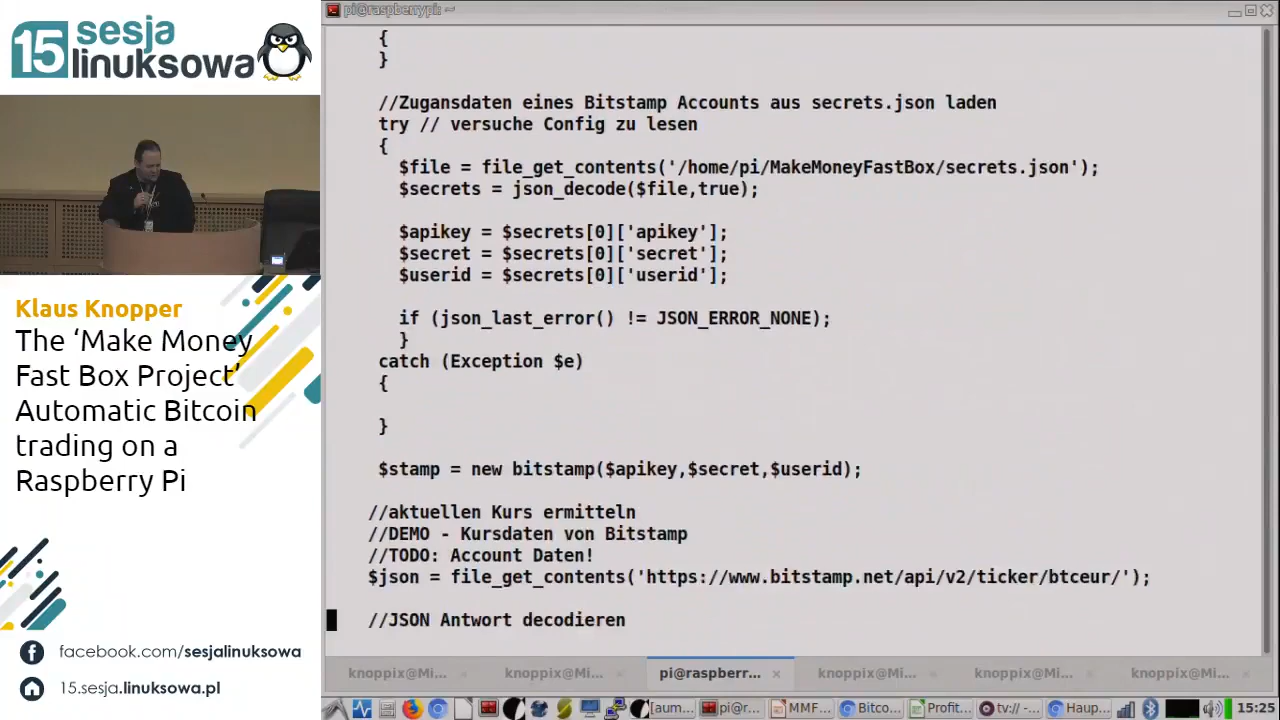 15 sesja
linuksowa
Klaus Knopper
The ‘Make Money
Fast Box Project’
Automatic Bitcoin
trading on a
Raspberry Pi
facebook.com/sesjalinuksowa
15.sesja.linuksowa.pl
pi@raspberrypi: ~
{
}
//Zugansdaten eines Bitstamp Accounts aus secrets.json laden
try // versuche Config zu lesen
{
$file = file_get_contents('/home/pi/MakeMoneyFastBox/secrets.json');
$secrets = json_decode($file,true);
$apikey = $secrets[0]['apikey'];
$secret = $secrets[0]['secret'];
$userid = $secrets[0]['userid'];
if (json_last_error() != JSON_ERROR_NONE);
}
catch (Exception $e)
{
}
$stamp = new bitstamp($apikey,$secret,$userid);
//aktuellen Kurs ermitteln
//DEMO - Kursdaten von Bitstamp
//TODO: Account Daten!
$json = file_get_contents('https://www.bitstamp.net/api/v2/ticker/btceur/');
//JSON Antwort decodieren
knoppix@Mi... knoppix@Mi... pi@raspberr... knoppix@Mi... knoppix@Mi... knoppix@Mi...
[aum... pi@r... MMF... Bitco... Profit... tv:// -... Haup... 15:25